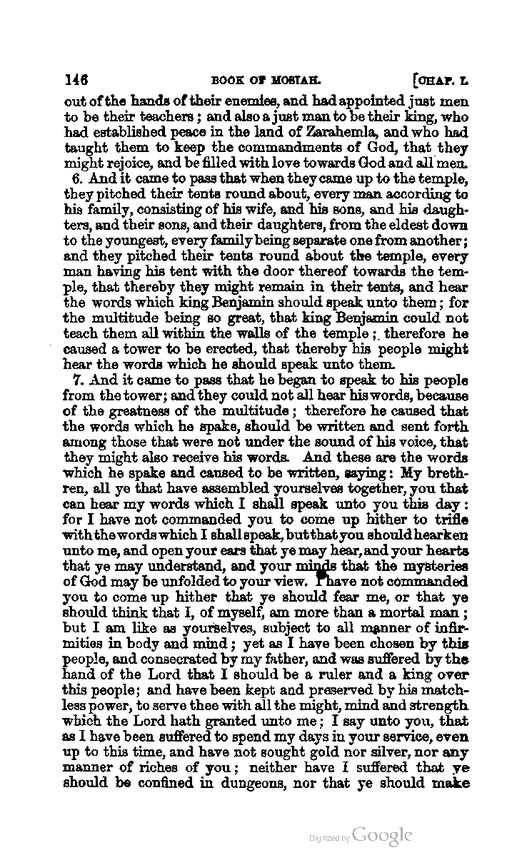 146 BOOK OF MOSIAH. [CHAP. I.
out of the hands of their enemies, and had appointed just men
to be their teachers; and also a just man to be their king, who
had established peace in the land of Zarahemla, and who had
taught them to keep the commandments of God, that they
might rejoice, and be filled with love towards God and all men.
6. And it came to pass that when they came up to the temple,
they pitched their tents round about, every man according to
his family, consisting of his wife, and his sons, and his daugh-
ters, and their sons, and their daughters, from the eldest down
to the youngest, every family being separate one from another;
and they pitched their tents round about the temple, every
man having his tent with the door thereof towards the tem-
ple, that thereby they might remain in their tents, and hear
the words which king Benjamin should speak unto them; for
the multitude being so great, that king Benjamin could not
teach them all within the walls of the temple; therefore he
caused a tower to be erected, that thereby his people might
hear the words which he should speak unto them.
7. And it came to pass that he began to speak to his people
from the tower; and they could not all hear his words, because
of the greatness of the multitude; therefore he caused that
the words which he spake, should be written and sent forth
among those that were not under the sound of his voice, that
they might also receive his words. And these are the words
which he spake and caused to be written, saying: My breth-
ren, all ye that have assembled yourselves together, you that
can hear my words which I shall speak unto you this day:
for I have not commanded you to come up hither to trifle
with the words which I shall speak, but that you should hearken
unto me, and open your ears that ye may hear, and your hearts
that ye may understand, and your minds that the mysteries
of God may be unfolded to your view. I have not commanded
you to come up hither that ye should fear me, or that ye
should think that I, of myself, am more than a mortal man;
but I am like as yourselves, subject to all manner of infir-
mities in body and mind; yet as I have been chosen by this
people, and consecrated by my father, and was suffered by the
hand of the Lord that I should be a ruler and a king over
this people; and have been kept and preserved by his match-
less power, to serve thee with all the might, mind and strength
which the Lord hath granted unto me; I say unto you, that
as I have been suffered to spend my days in your service, even
up to this time, and have not sought gold nor silver, nor any
manner of riches of you; neither have I suffered that ye
should be confined in dungeons, nor that ye should make
Digitized by Google